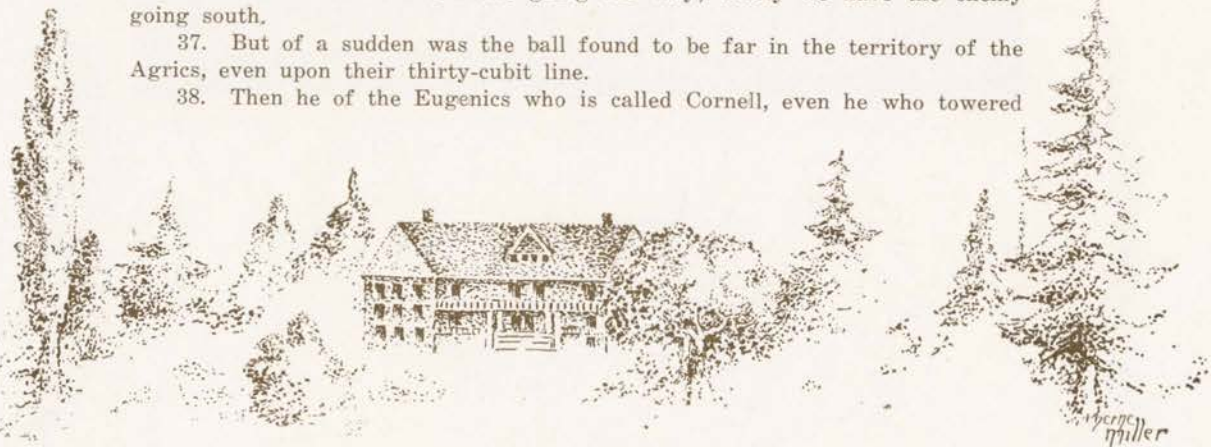 going south.
37. But of a sudden was the ball found to be far in the territory of the
Agrics, even upon their thirty-cubit line.
38. Then he of the Eugenics who is called Cornell, even he who towered
Miller